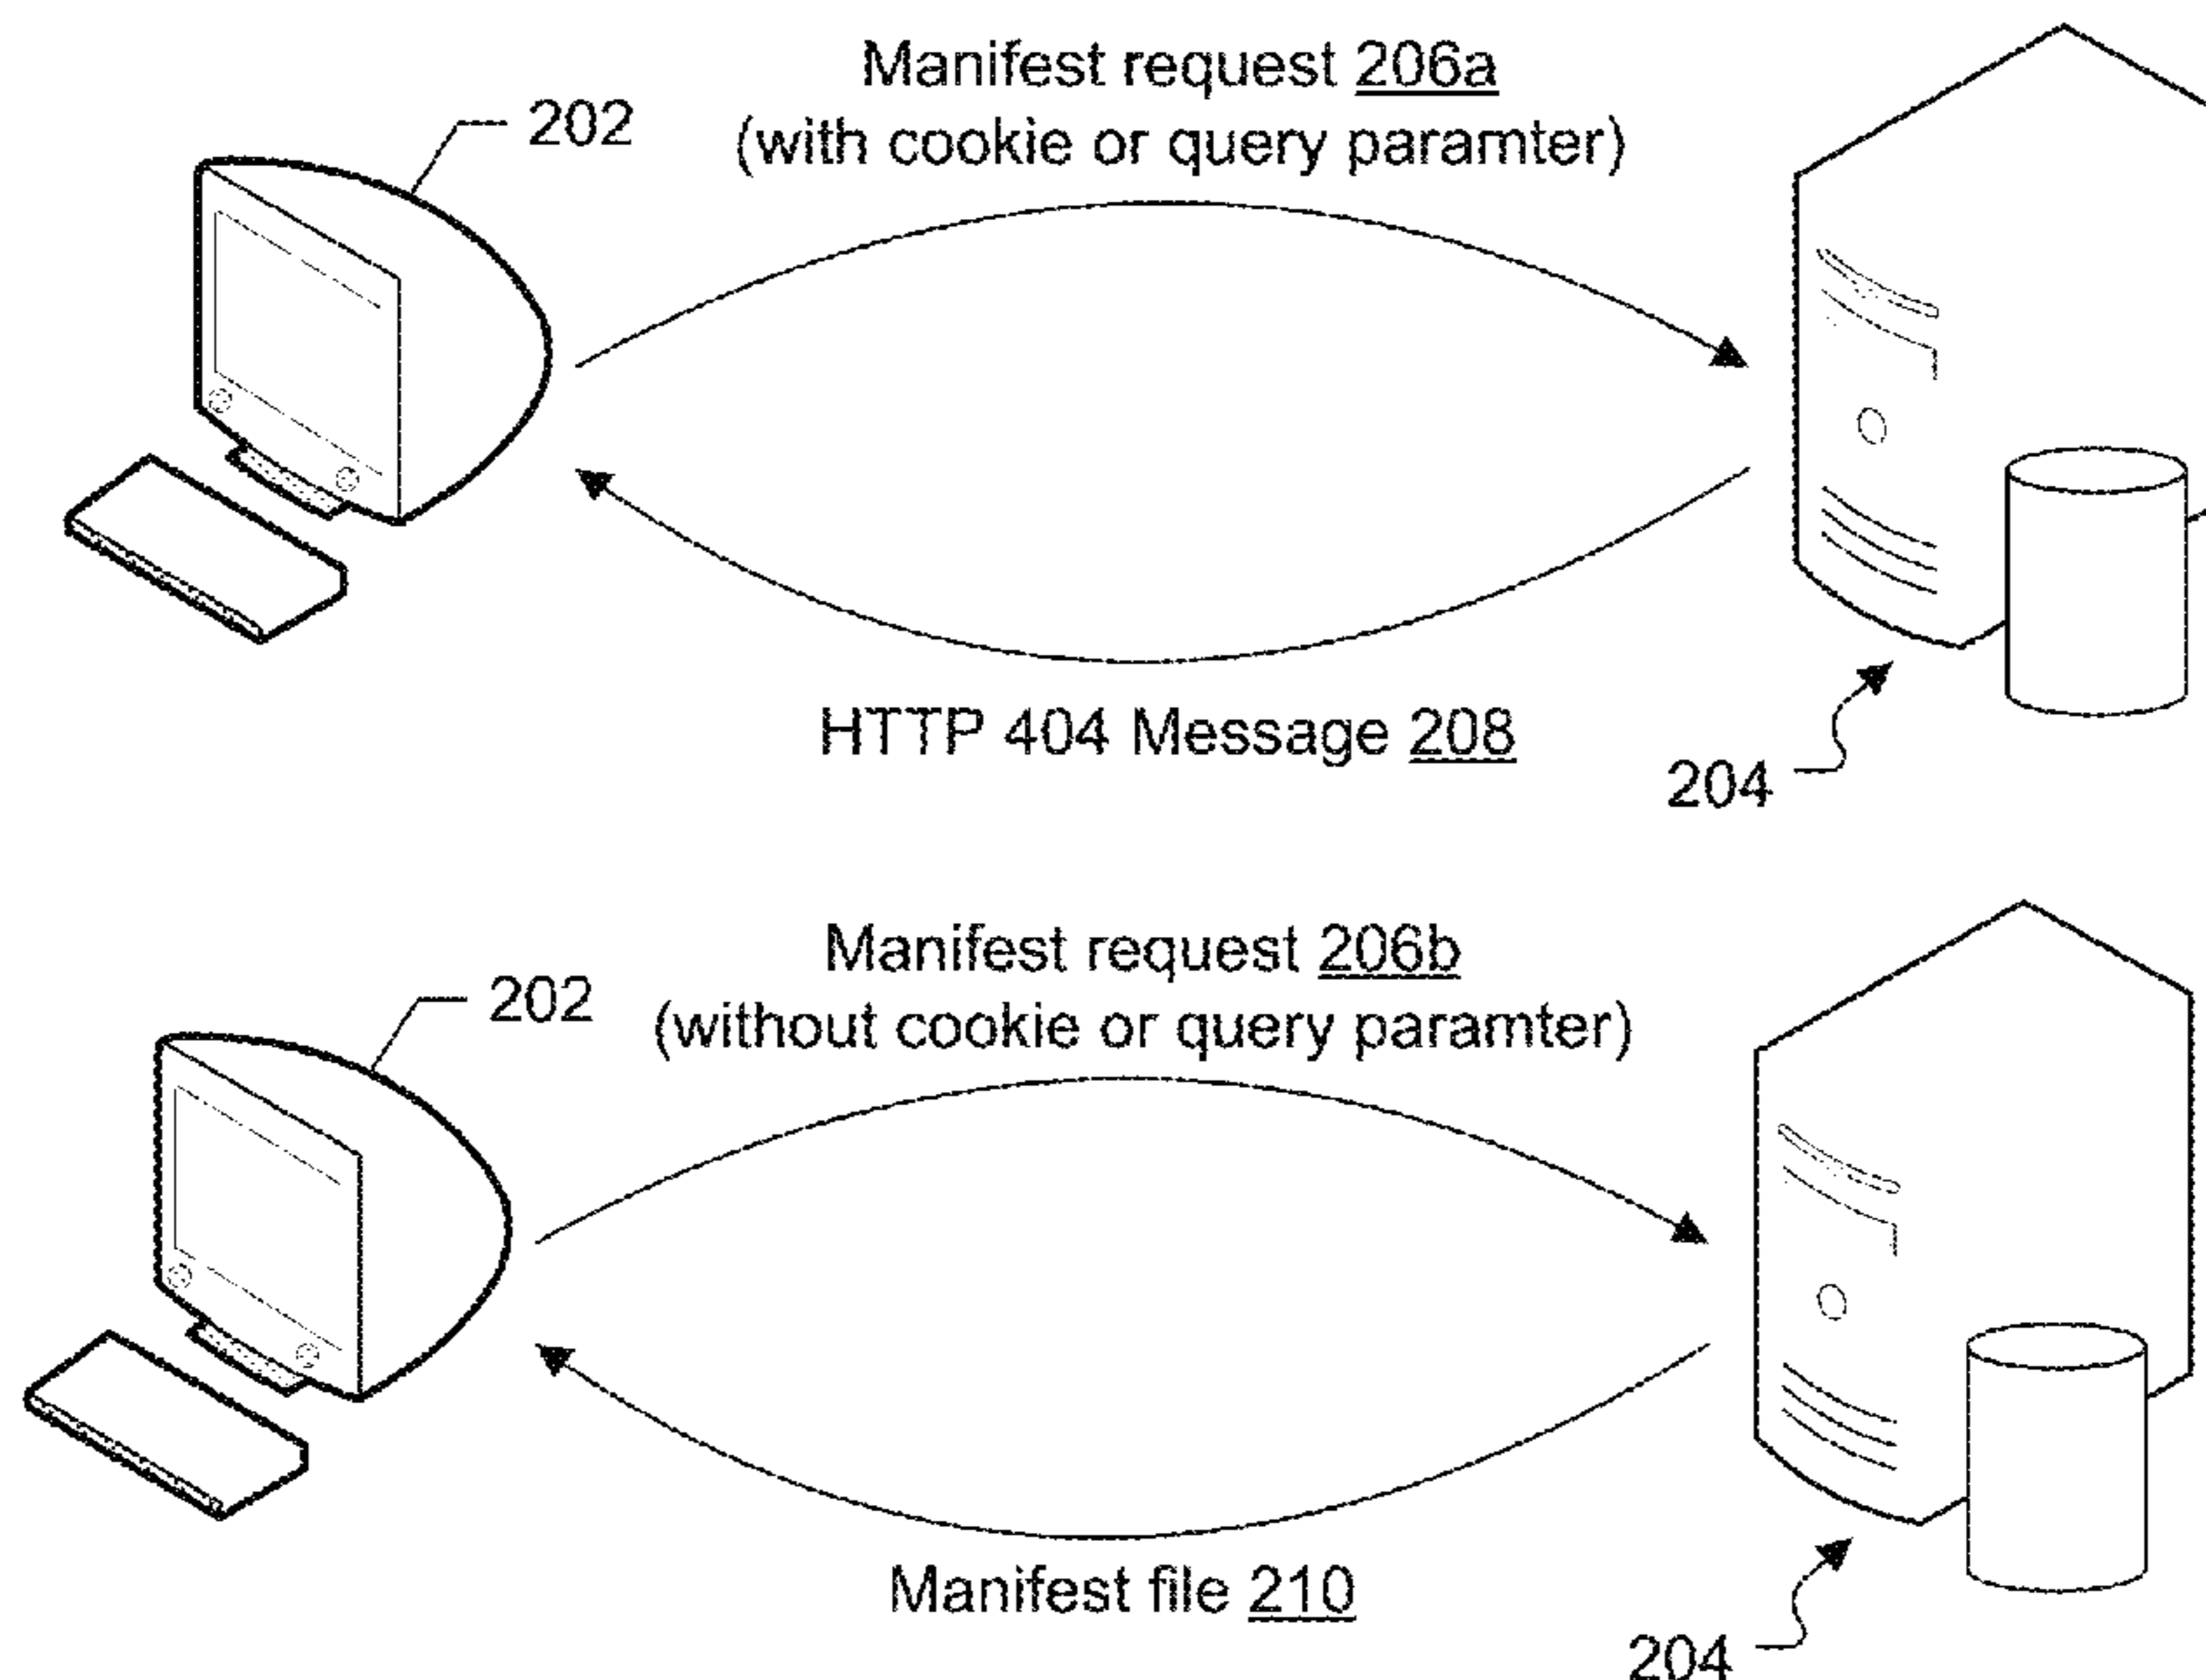 Manifest request 206a
202
(with cookie or query paramter)
HTTP 404 Message 208
204
Manifest request 206b
202
(without cookie or query paramter)
Manifest file 210
204